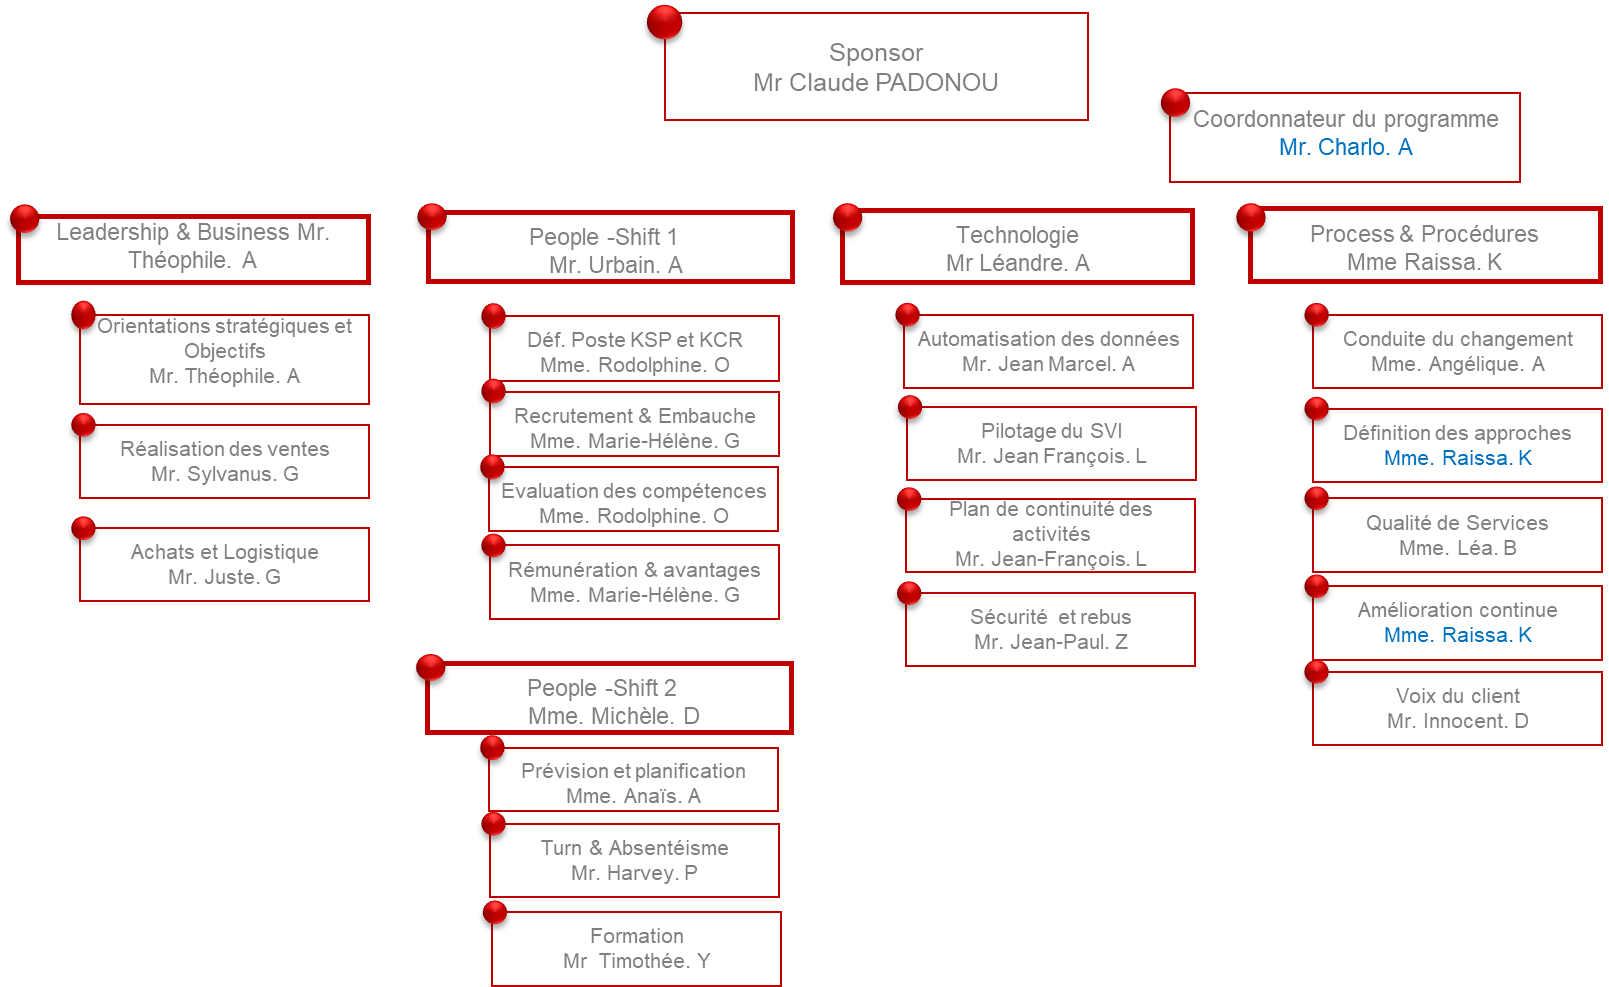 Sponsor
Mr Claude PADONOU
Coordonnateur du programme
Mr. Charlo. A
Leadership & Business Mr.
Théophile. A
Orientations stratégiques et
Objectifs
Mr. Théophile. A
Réalisation des ventes
Mr. Sylvanus. G
Achats et Logistique
Mr. Juste. G
People -Shift 1
Mr. Urbain. A
Déf. Poste KSP et KCR
Mme. Rodolphine. O
Recrutement & Embauche
Mme. Marie-Hélène. G
Evaluation des compétences
Mme. Rodolphine. O
Rémunération & avantages
Mme. Marie-Hélène. G
People -Shift 2
Mme. Michèle. D
Prévision et planification
Mme. Anaïs. A
Turn & Absentéisme
Mr. Harvey. P
Formation
Mr Timothée. Y
Technologie
Mr Léandre. A
Automatisation des données
Mr. Jean Marcel. A
Pilotage du SVI
Mr. Jean François. L
Plan de continuité des
activités
Mr. Jean-François. L
Sécurité et rebus
Mr. Jean-Paul. Z
Process & Procédures
Mme Raissa. K
Conduite du changement
Mme. Angélique. A
Définition des approches
Mme. Raissa. K
Qualité de Services
Mme. Léa. B
Amélioration continue
Mme. Raissa. K
Voix du client
Mr. Innocent. D